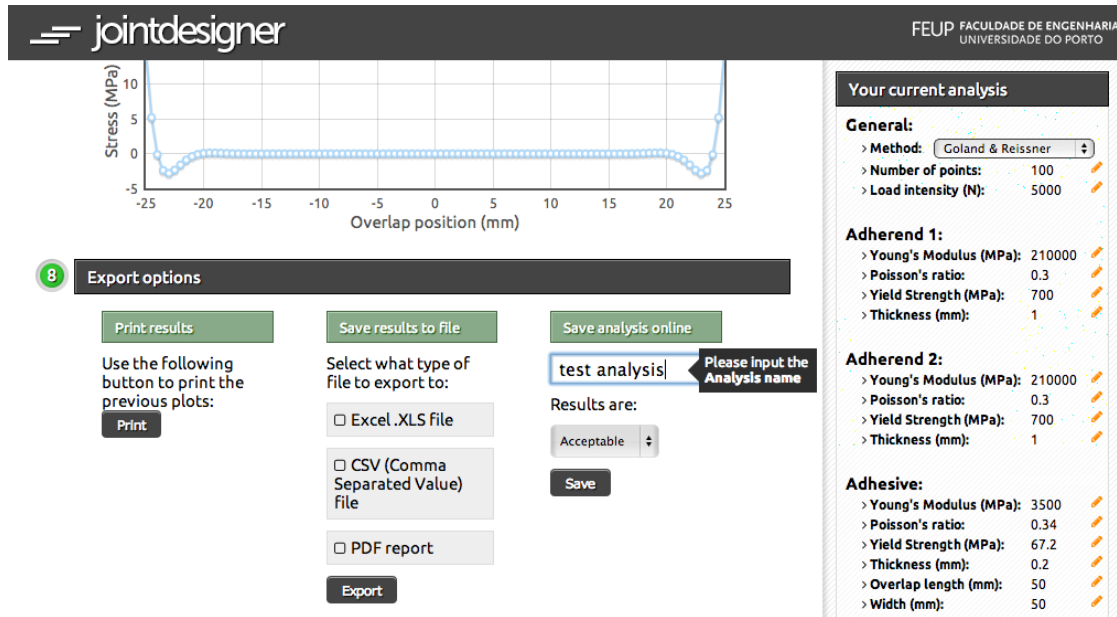 jointdesigner
FEUP FACULDADE DE ENGENHARIA
UNIVERSIDADE DO PORTO
Stress (MPa)
10
5
0
-5
-25 -20 -15 -10 -5 0 5 10 15 20 25
Overlap position (mm)
8
Export options
Print results
Use the following
button to print the
previous plots:
Print
Save results to file
Select what type of
file to export to:
Excel .XLS file
CSV (Comma
Separated Value)
file
PDF report
Export
Save analysis online
test analysis
Please input the
Analysis name
Results are:
Acceptable
Save
Your current analysis
General:
> Method: Goland & Reissner
> Number of points: 100
> Load intensity (N): 5000
Adherend 1:
> Young's Modulus (MPa): 210000
> Poisson's ratio: 0.3
> Yield Strength (MPa): 700
> Thickness (mm): 1
Adherend 2:
> Young's Modulus (MPa): 210000
> Poisson's ratio: 0.3
> Yield Strength (MPa): 700
> Thickness (mm): 1
Adhesive:
> Young's Modulus (MPa): 3500
> Poisson's ratio: 0.34
> Yield Strength (MPa): 67.2
> Thickness (mm): 0.2
> Overlap length (mm): 50
> Width (mm): 50